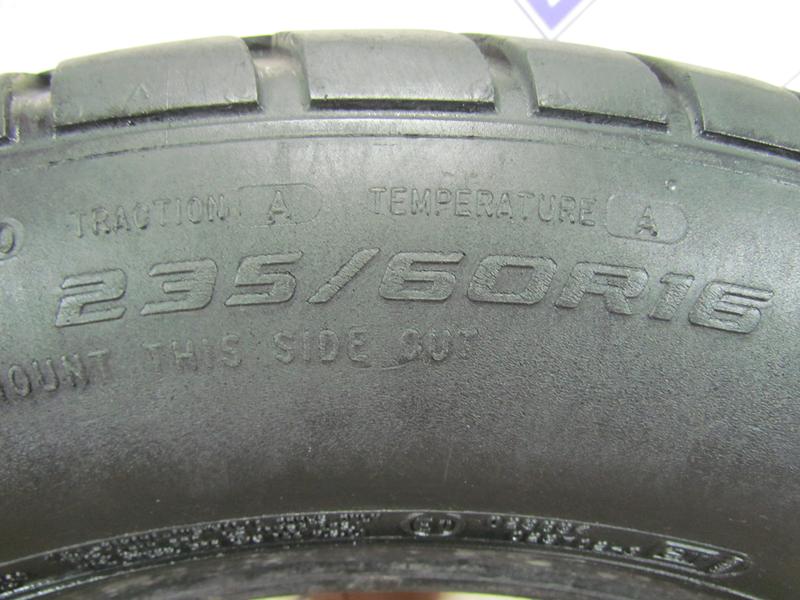 TRACTION A TEMPERATURE A
235/60R16
MOUNT THIS SIDE OUT